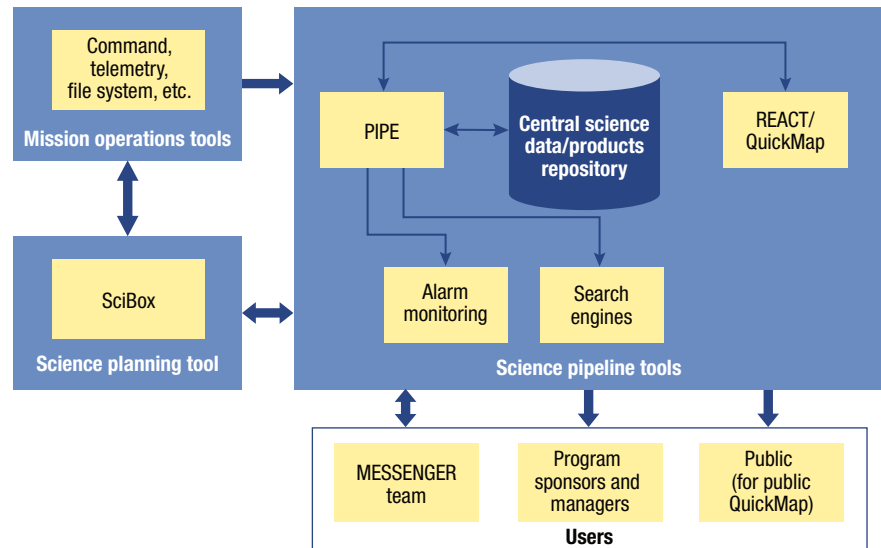 Command,
telemetry,
file system, etc.
Mission operations tools
SciBox
Science planning tool
PIPE
Central science
data/products
repository
REACT/
QuickMap
Alarm
monitoring
Search
engines
Science pipeline tools
MESSENGER
team
Program
sponsors and
managers
Public
(for public
QuickMap)
Users